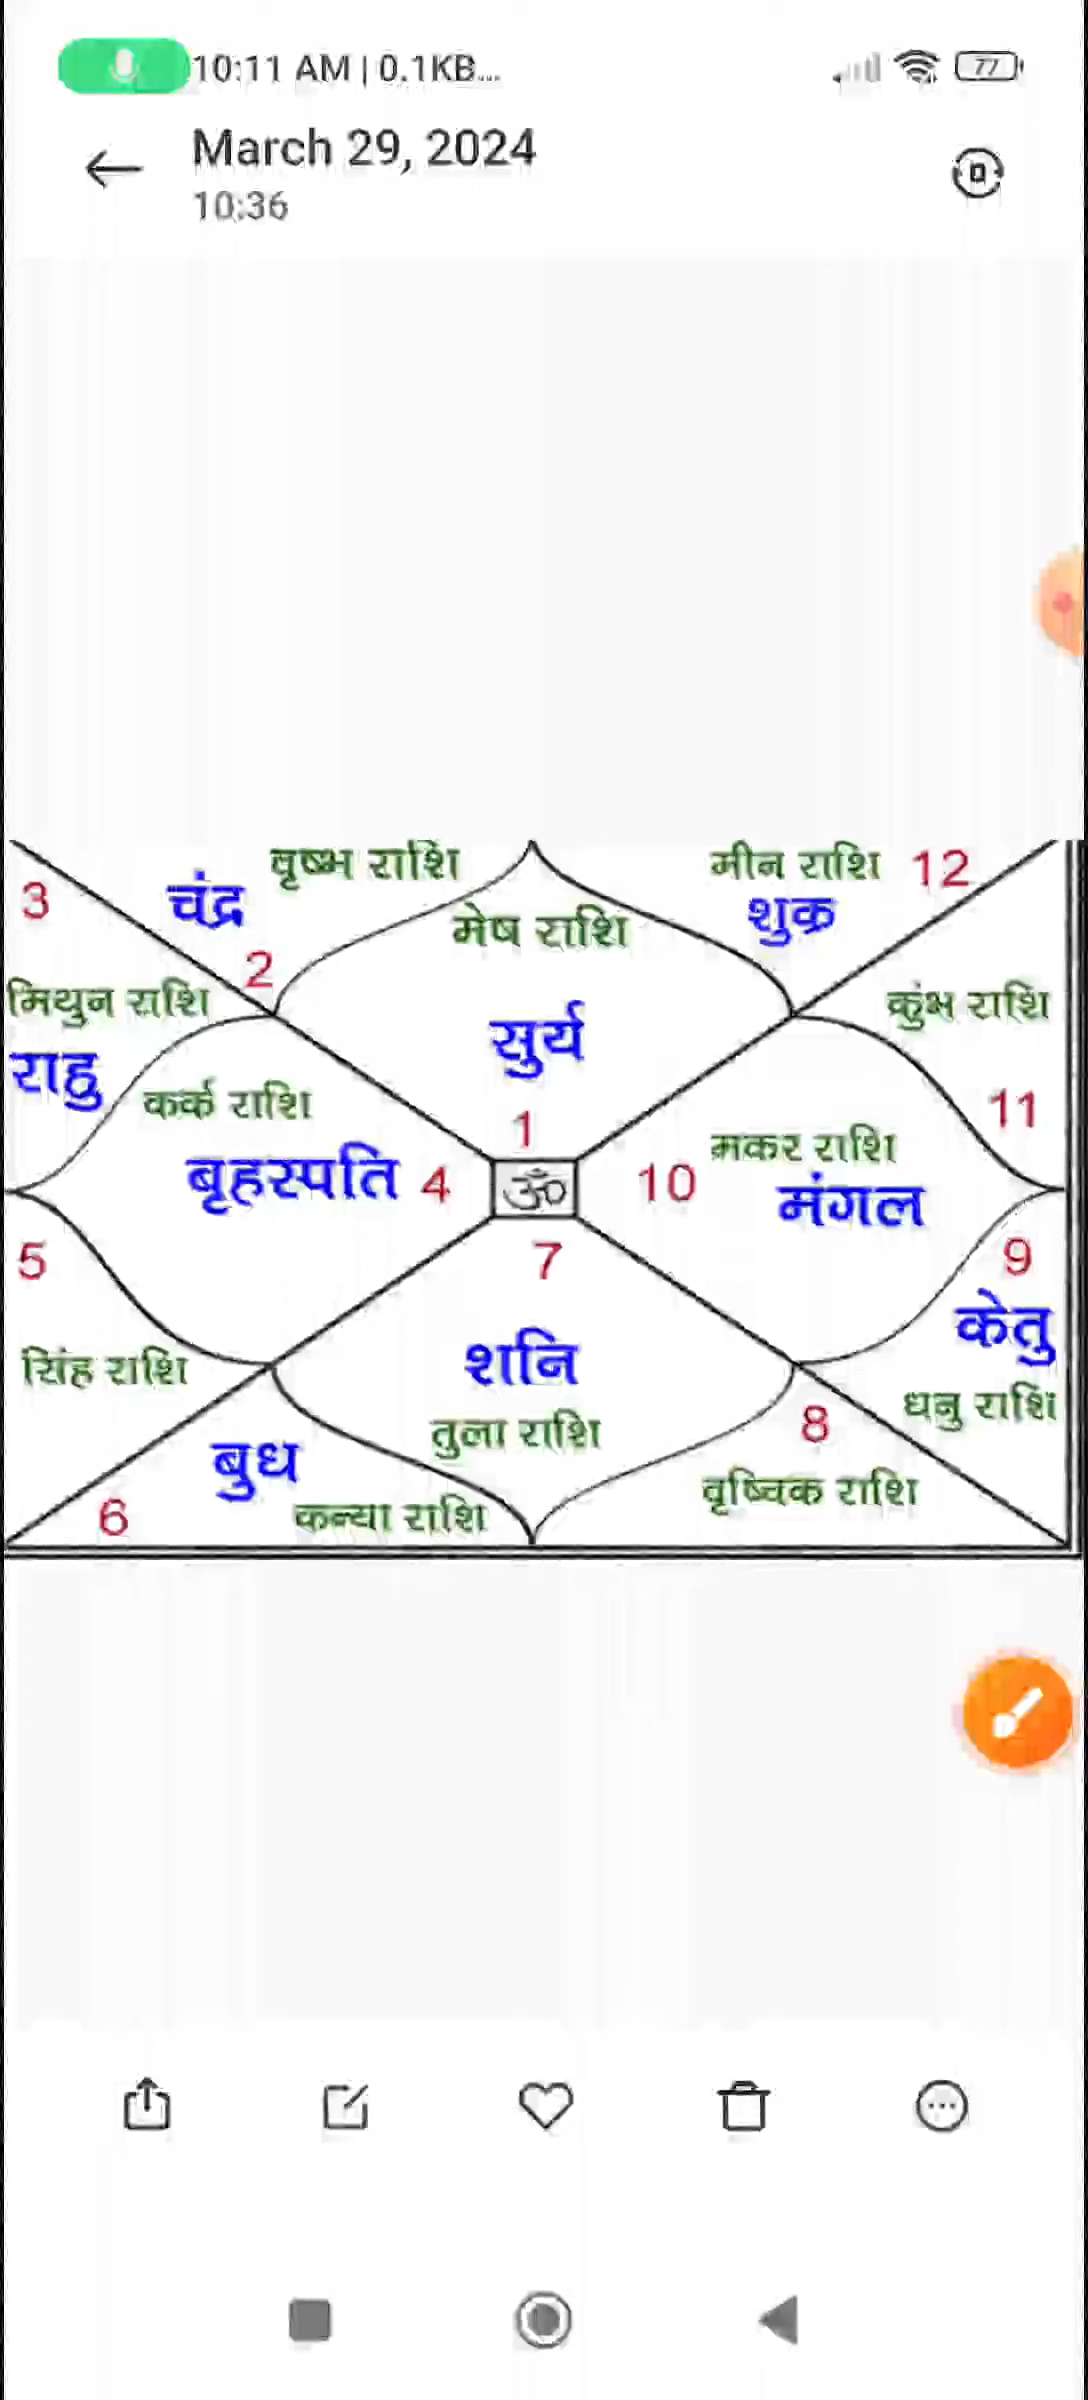 10:11 AM | 0.1KB...
77
March 29, 2024
10:36
वृष्भ राशि
मीन राशि 12
3
चंद्र
शुक्र
मेष राशि
2
मिथुन राशि
कुंभ राशि
सुर्य
राहु
कर्क राशि
11
1
मकर राशि
बृहस्पति 4
ॐ
10
मंगल
5
7
9
केतु
सिंह राशि
शनि
धनु राशि
8
तुला राशि
बुध
वृष्चिक राशि
6
कन्या राशि